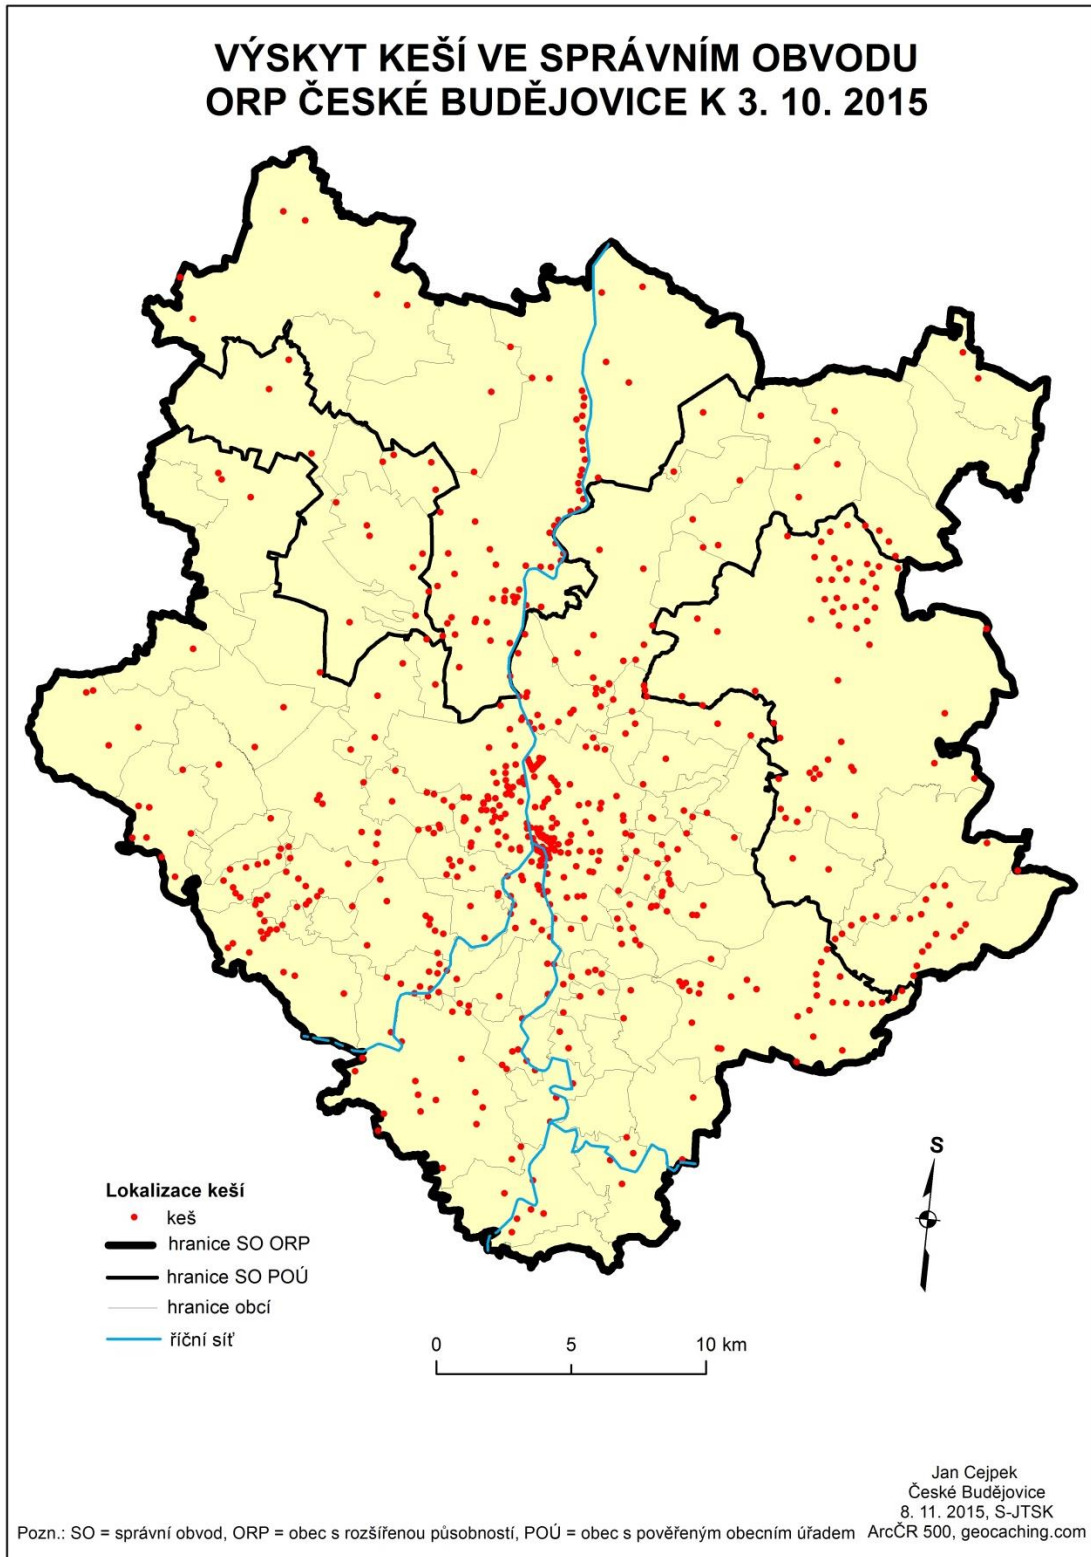 VÝSKYT KEŠÍ VE SPRÁVNÍM OBVODU
ORP ČESKÉ BUDĚJOVICE K 3. 10. 2015
S
Lokalizace keší
keš
hranice SO ORP
hranice SO POÚ
hranice obcí
říční síť
0 5 10 km
Jan Cejpek
České Budějovice
8. 11. 2015, S-JTSK
ArcČR 500, geocaching.com
Pozn.: SO = správní obvod, ORP = obec s rozšířenou působností, POÚ = obec s pověřeným obecním úřadem